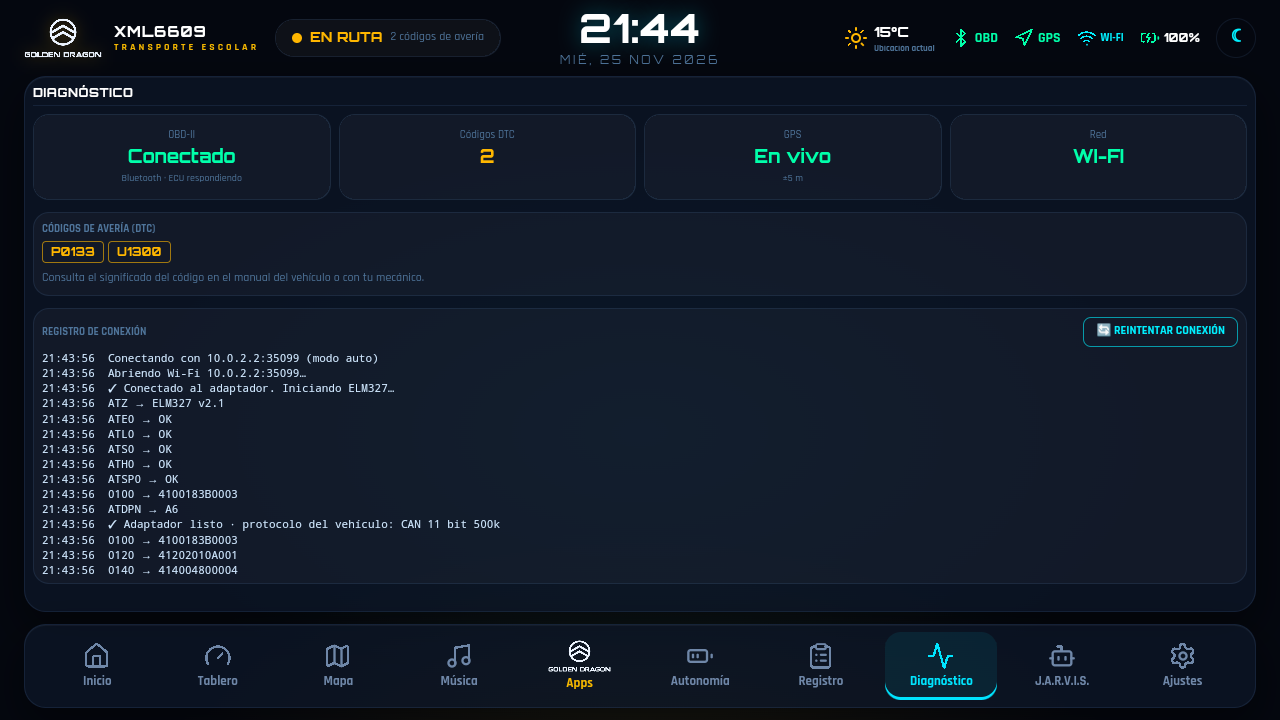 GOLDEN DRAGON
XML6609
TRANSPORTE ESCOLAR
EN RUTA 2 códigos de avería
21:44
MIÉ, 25 NOV 2026
15°C
Ubicación actual
OBD
GPS
WI-FI
100%
DIAGNÓSTICO
OBD-II
Conectado
Bluetooth · ECU respondiendo
Códigos DTC
2
GPS
En vivo
±5 m
Red
WI-FI
CÓDIGOS DE AVERÍA (DTC)
P0133 U1300
Consulta el significado del código en el manual del vehículo o con tu mecánico.
REGISTRO DE CONEXIÓN
REINTENTAR CONEXIÓN
21:43:56 Conectando con 10.0.2.2:35099 (modo auto)
21:43:56 Abriendo Wi-Fi 10.0.2.2:35099…
21:43:56 ✓ Conectado al adaptador. Iniciando ELM327…
21:43:56 ATZ → ELM327 v2.1
21:43:56 ATE0 → OK
21:43:56 ATL0 → OK
21:43:56 ATS0 → OK
21:43:56 ATH0 → OK
21:43:56 ATSP0 → OK
21:43:56 0100 → 4100183B0003
21:43:56 ATDPN → A6
21:43:56 ✓ Adaptador listo · protocolo del vehículo: CAN 11 bit 500k
21:43:56 0100 → 4100183B0003
21:43:56 0120 → 41202010A001
21:43:56 0140 → 414004800004
Inicio
Tablero
Mapa
Música
GOLDEN DRAGON
Apps
Autonomía
Registro
Diagnóstico
J.A.R.V.I.S.
Ajustes